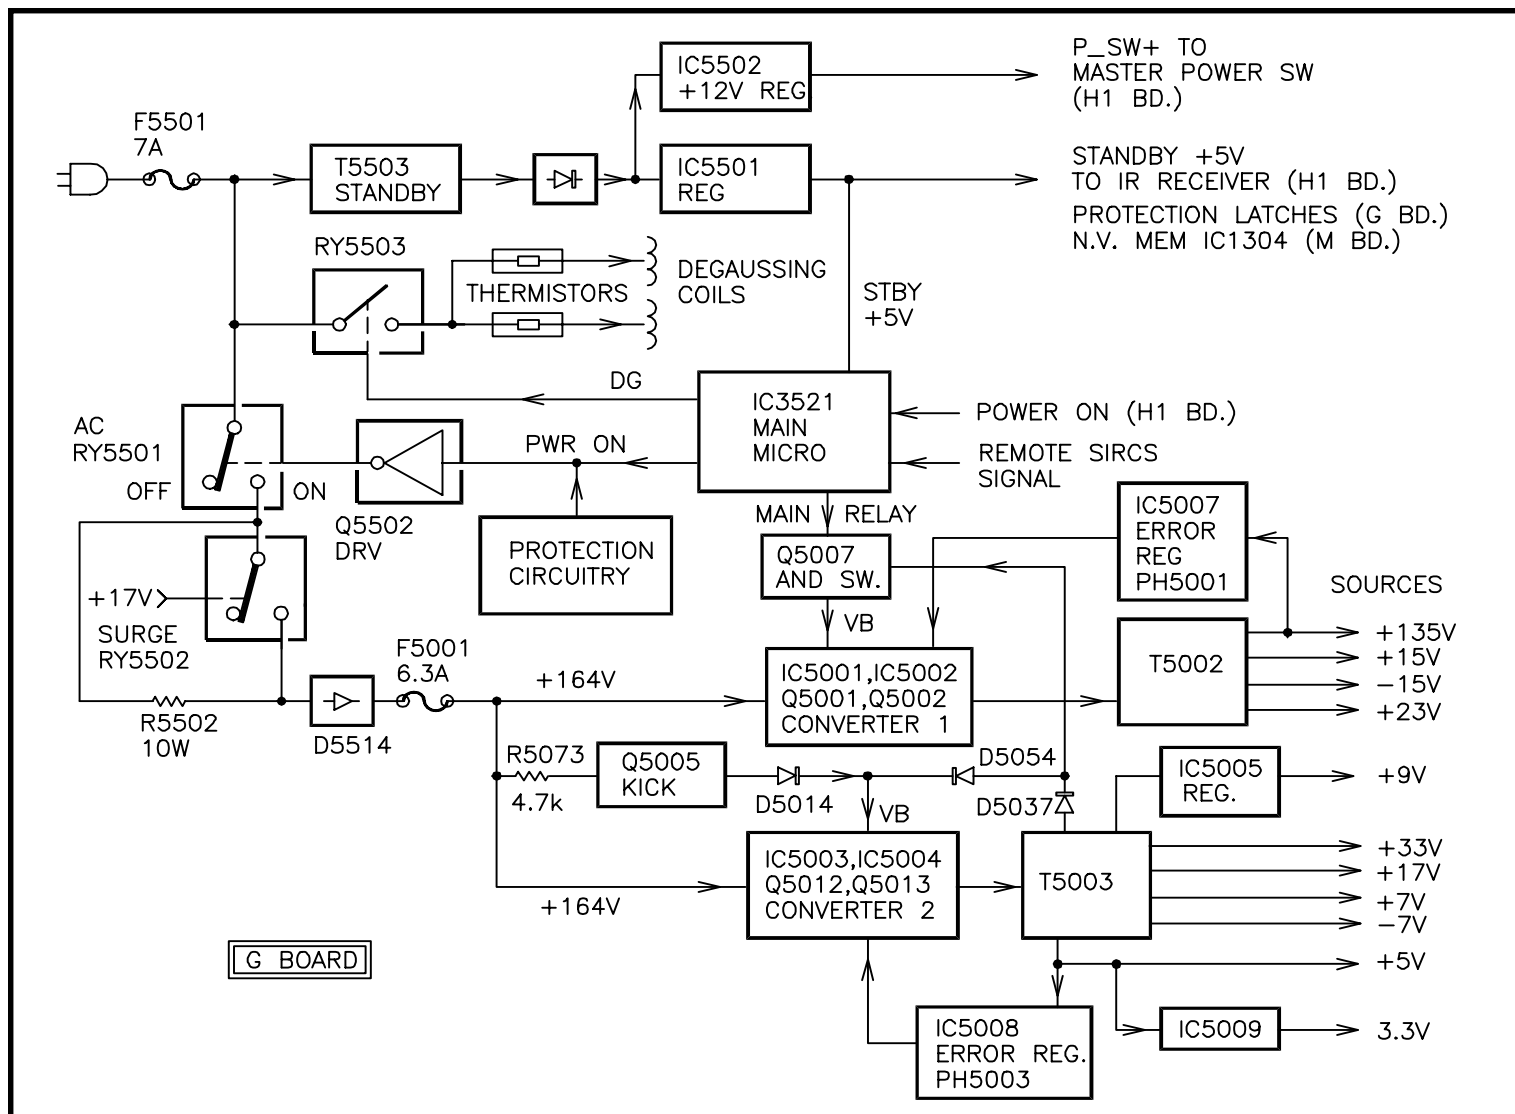 F5501
7A
T5503
STANDBY
IC5502
+12V REG
P_SW+ TO
MASTER POWER SW
(H1 BD.)
IC5501
REG
STANDBY +5V
TO IR RECEIVER (H1 BD.)
PROTECTION LATCHES (G BD.)
N.V. MEM IC1304 (M BD.)
RY5503
THERMISTORS
DEGAUSSING
COILS
STBY
+5V
DG
IC3521
MAIN
MICRO
POWER ON (H1 BD.)
REMOTE SIRCS
SIGNAL
AC
RY5501
OFF
ON
Q5502
DRV
PWR ON
PROTECTION
CIRCUITRY
MAIN RELAY
Q5007
AND SW.
VB
IC5007
ERROR
REG
PH5001
SOURCES
+17V
SURGE
RY5502
R5502
10W
D5514
F5001
6.3A
+164V
IC5001,IC5002
Q5001,Q5002
CONVERTER 1
T5002
+135V
+15V
-15V
+23V
R5073
4.7k
Q5005
KICK
D5014
D5054
D5037
VB
IC5005
REG.
+9V
+164V
IC5003,IC5004
Q5012,Q5013
CONVERTER 2
T5003
+33V
+17V
+7V
-7V
+5V
G BOARD
IC5008
ERROR REG.
PH5003
IC5009
3.3V